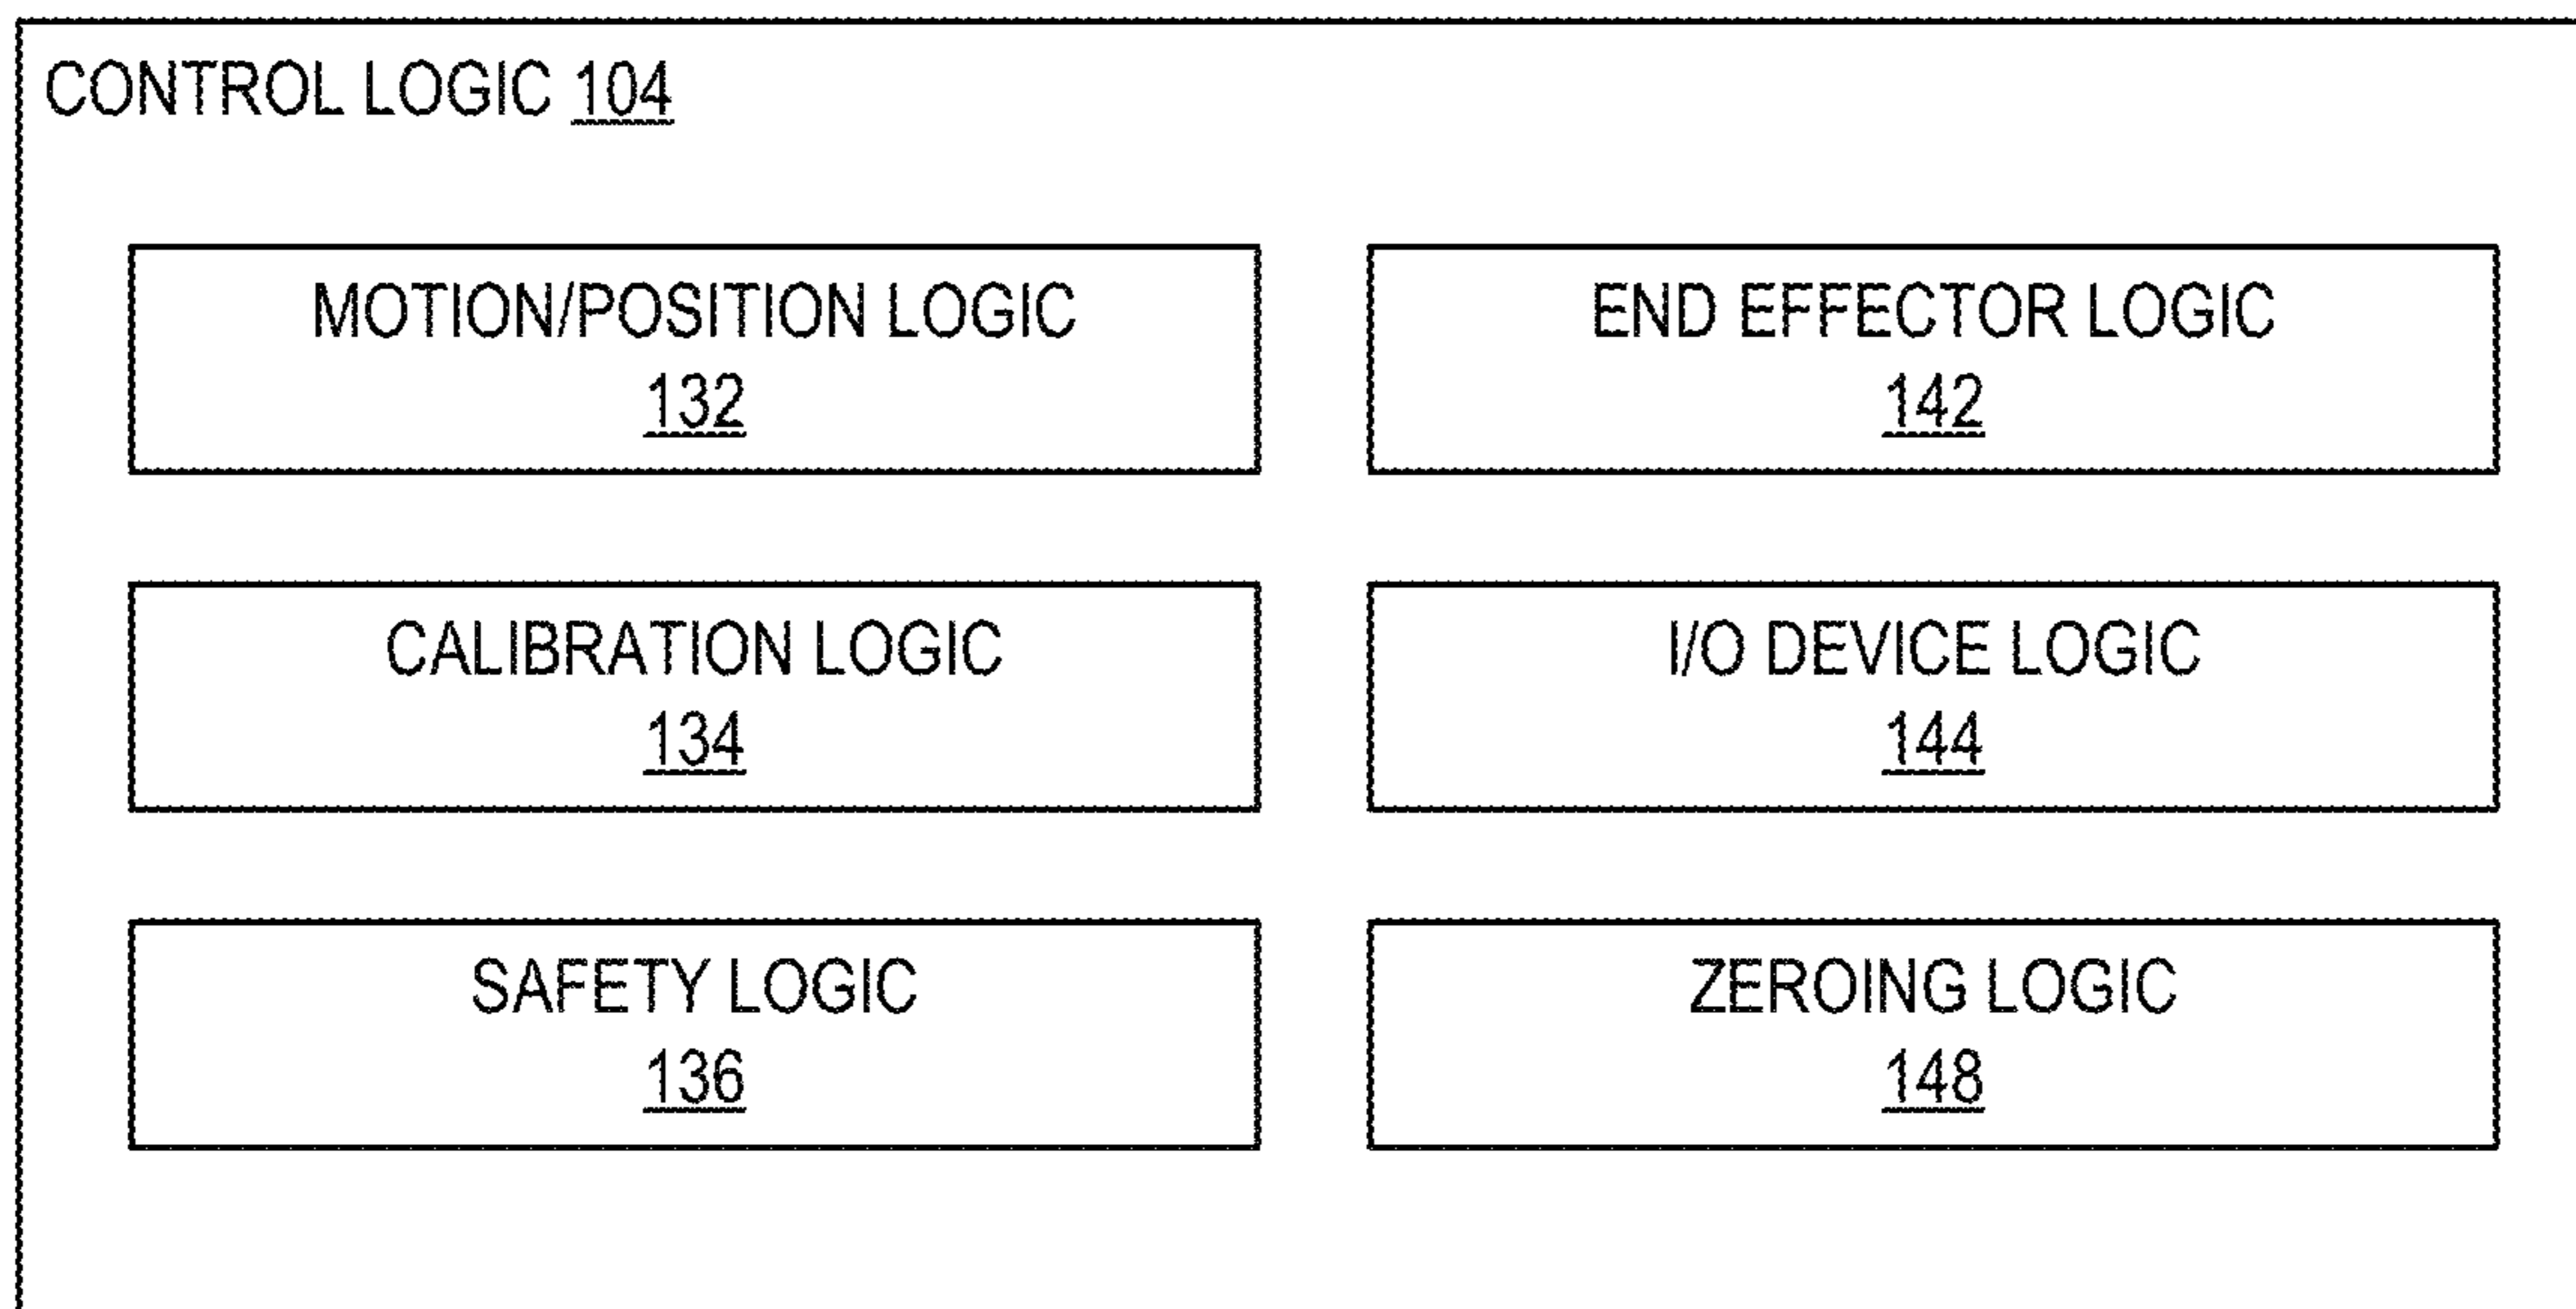 CONTROL LOGIC 104
MOTION/POSITION LOGIC
132
END EFFECTOR LOGIC
142
CALIBRATION LOGIC
134
I/O DEVICE LOGIC
144
SAFETY LOGIC
136
ZEROING LOGIC
148